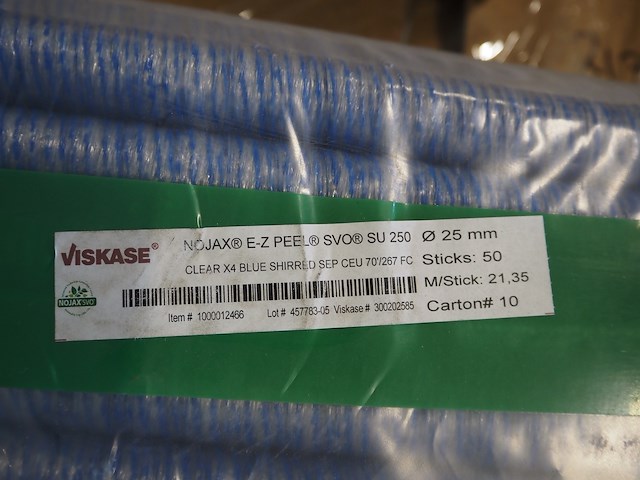 VISKASE®
NOJAX® E-Z PEEL® SVO® SU 250
Ø 25 mm
CLEAR X4 BLUE SHIRRED SEP CEU 70'/267 FC
Sticks: 50
M/Stick: 21,35
NOJAX SVO
Item # 1000012466
Lot # 457783-05
Viskase# 300202585
Carton# 10